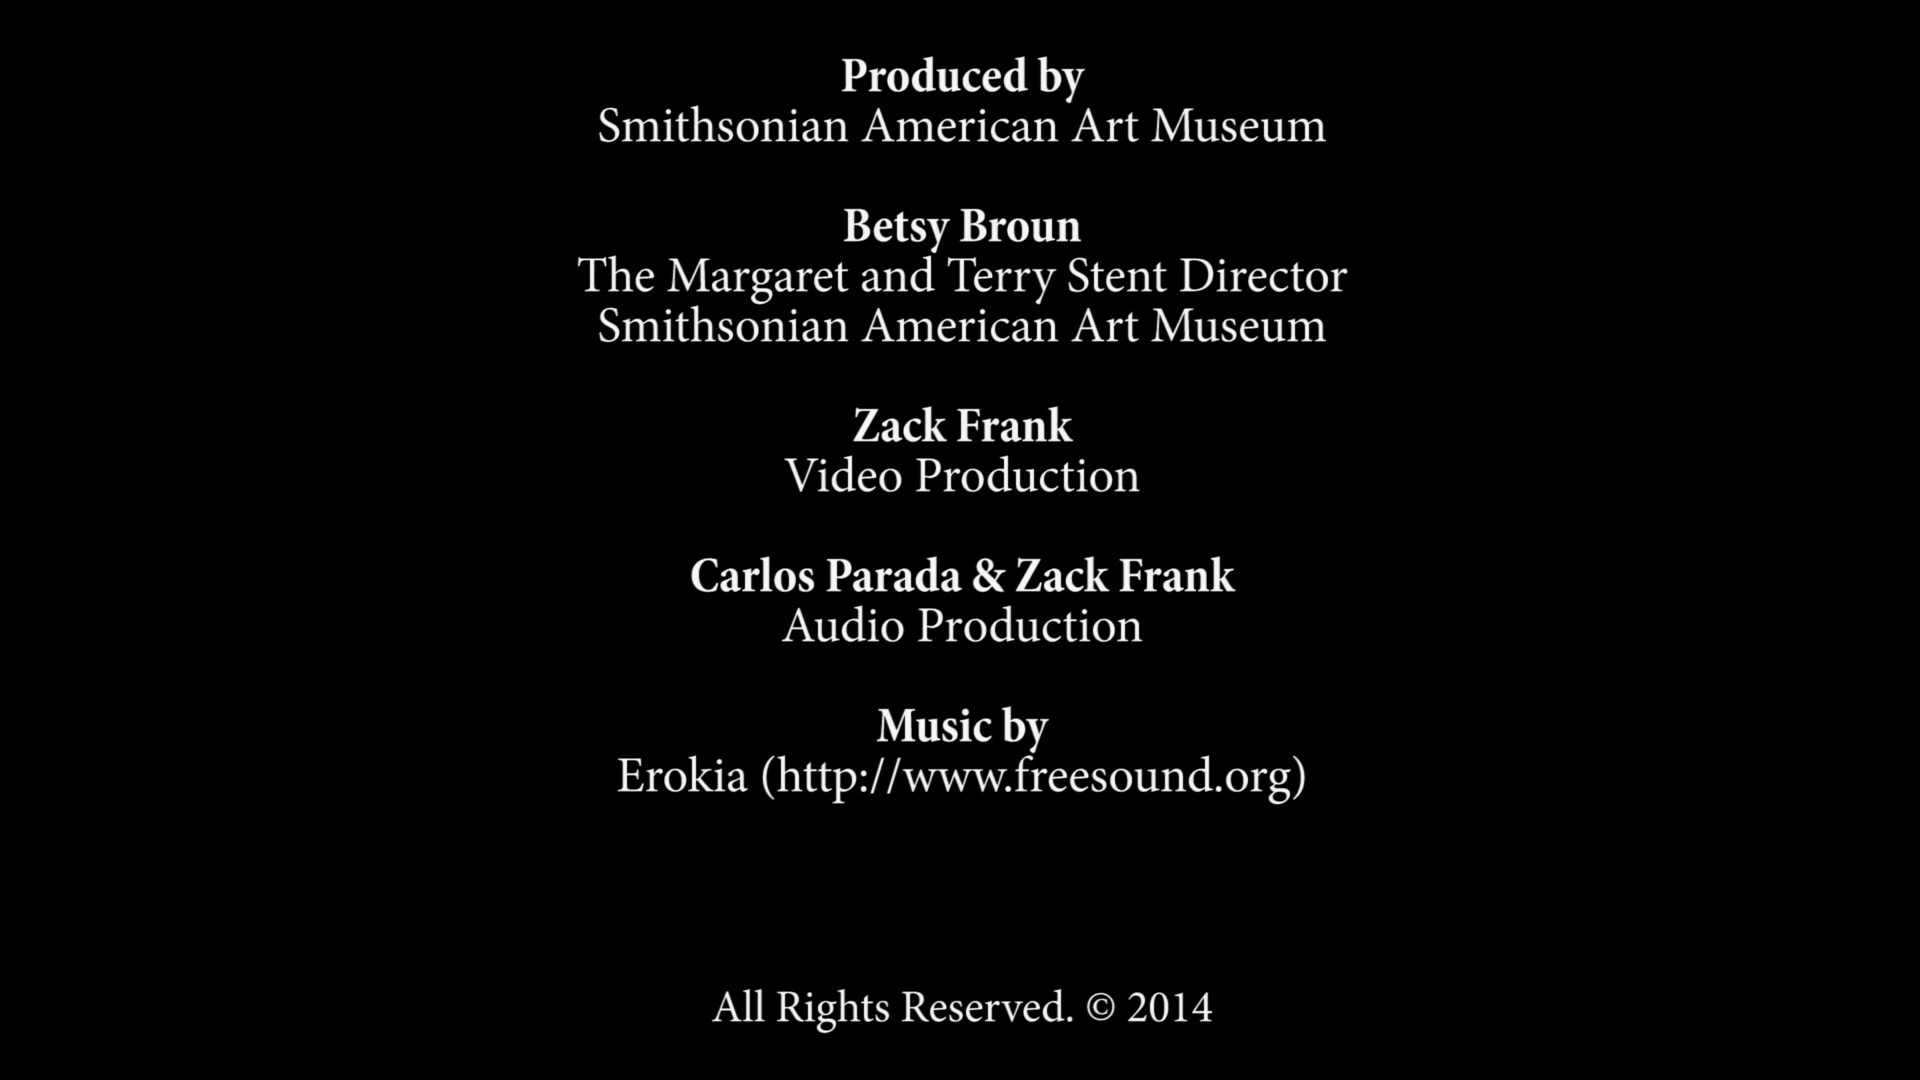 Produced by
Smithsonian American Art Museum
Betsy Broun
The Margaret and Terry Stent Director
Smithsonian American Art Museum
Zack Frank
Video Production
Carlos Parada & Zack Frank
Audio Production
Music by
Erokia (http://www.freesound.org)
All Rights Reserved. © 2014